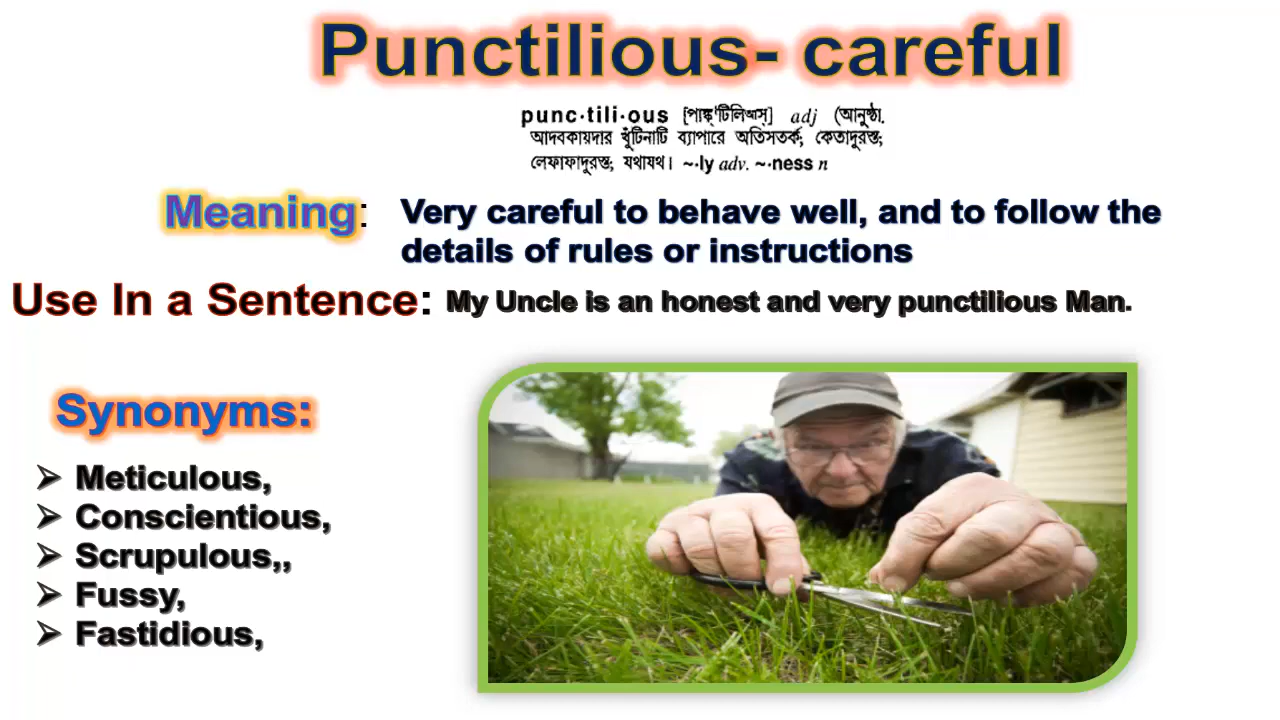 Punctilious- careful
punc·tili·ous [পাঙ্ক্'টিলিআস্] adj (আনুষ্ঠা.
আদবকায়দার খুঁটিনাটি ব্যাপারে অতিসতর্ক; কেতাদুরস্ত;
লেফাফাদুরস্ত; যথাযথ। ~·ly adv. ~·ness n
Meaning: Very careful to behave well, and to follow the
details of rules or instructions
Use In a Sentence: My Uncle is an honest and very punctilious Man.
Synonyms:
➢ Meticulous,
➢ Conscientious,
➢ Scrupulous,,
➢ Fussy,
➢ Fastidious,